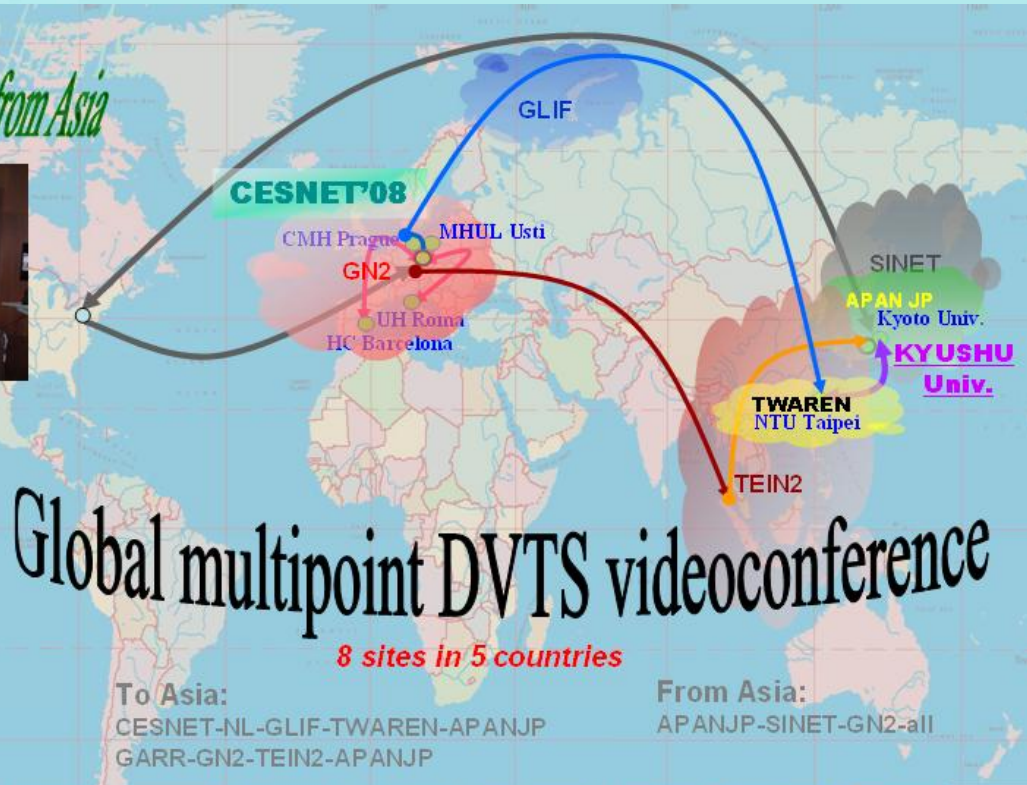 from Asia
GLIF
CESNET'08
CMH Prague
MHUL Usti
GN2
SINET
APAN JP
Kyoto Univ.
UH Roma
HC Barcelona
KYUSHU
Univ.
TWAREN
NTU Taipei
TEIN2
Global multipoint DVTS videoconference
8 sites in 5 countries
To Asia:
CESNET-NL-GLIF-TWAREN-APANJP
GARR-GN2-TEIN2-APANJP
From Asia:
APANJP-SINET-GN2-all